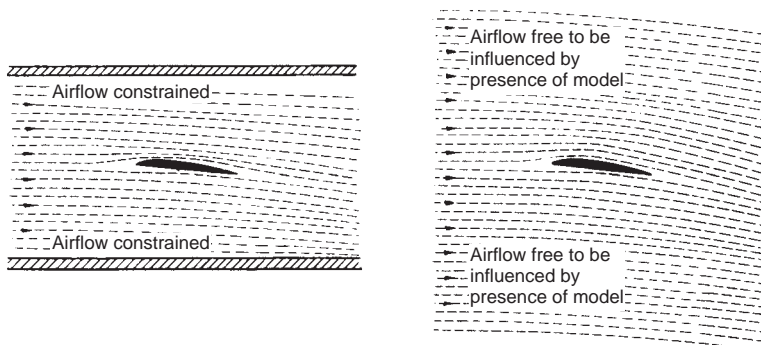 Airflow constrained
Airflow constrained
Airflow free to be
influenced by
presence of model
Airflow free to be
influenced by
presence of model